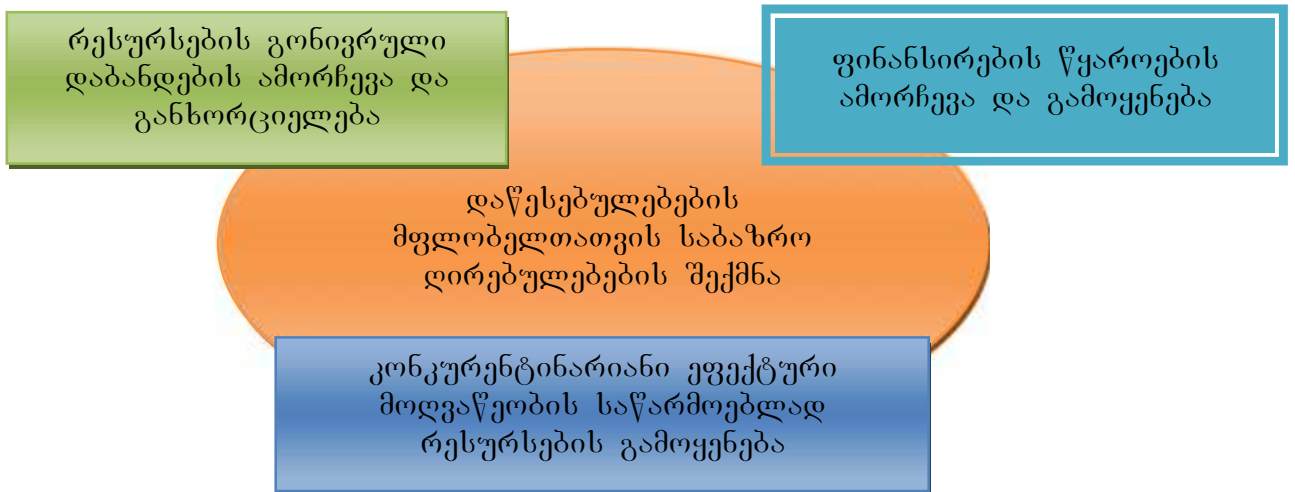 რესურსების გონივრული
დაბანდების ამორჩევა და
განხორციელება
ფინანსირების წყაროების
ამორჩევა და გამოყენება
დაწესებულებების
მფლობელთათვის საბაზრო
ღირებულებების შექმნა
კონკურენტინარიანი ეფექტური
მოღვაწეობის საწარმოებლად
რესურსების გამოყენება